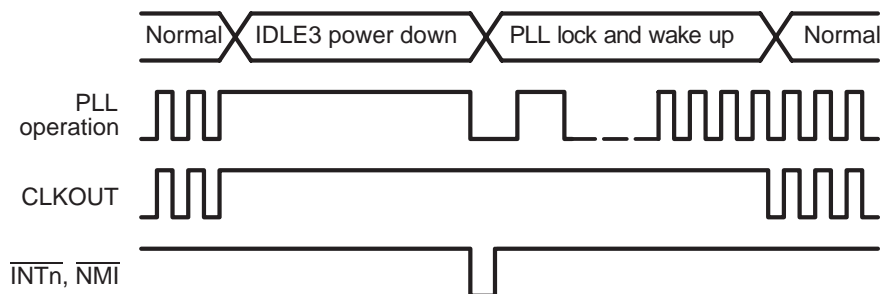 Normal IDLE3 power down PLL lock and wake up Normal
PLL
operation
CLKOUT
INTn, NMI